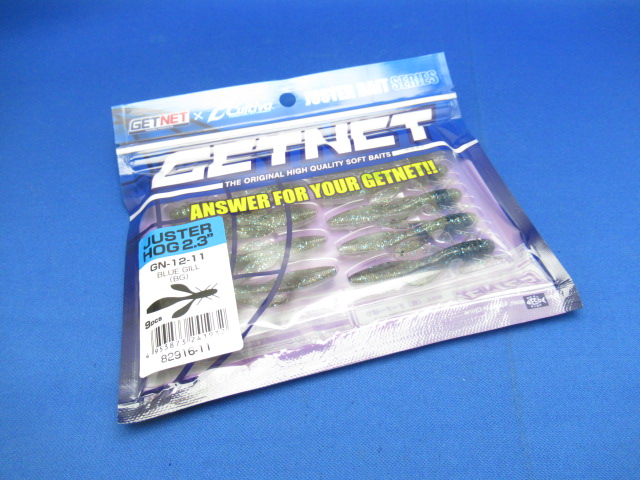 GETNET ×
JUSTER BAIT SERIES
GETNET
THE ORIGINAL HIGH QUALITY SOFT BAITS
ANSWER FOR YOUR GETNET!!
JUSTER
HOG 2.3"
GN-12-11
BLUE GILL
(BG)
9pcs
82916-11